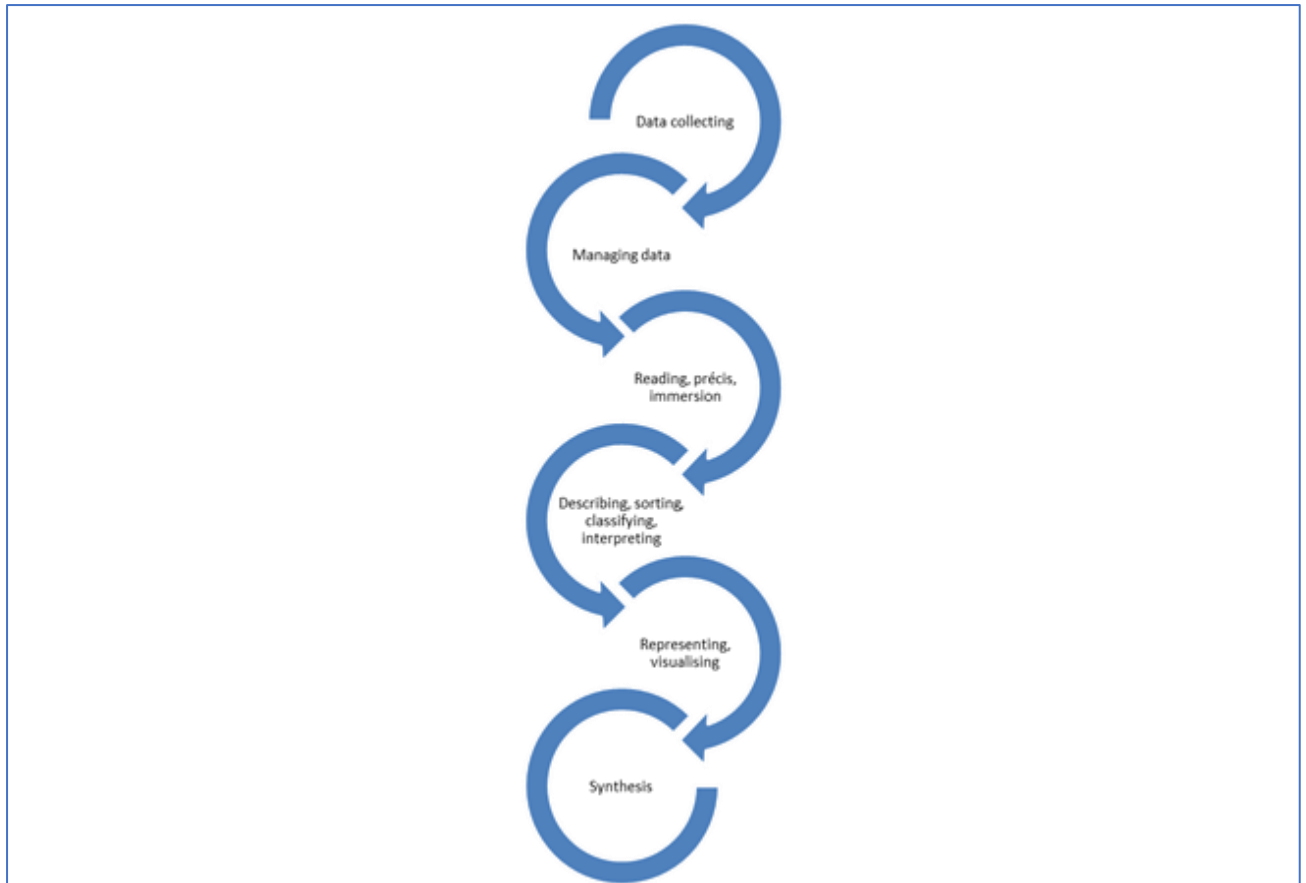 Data collecting
Managing data
Reading, précis,
immersion
Describing, sorting,
classifying,
interpreting
Representing,
visualising
Synthesis